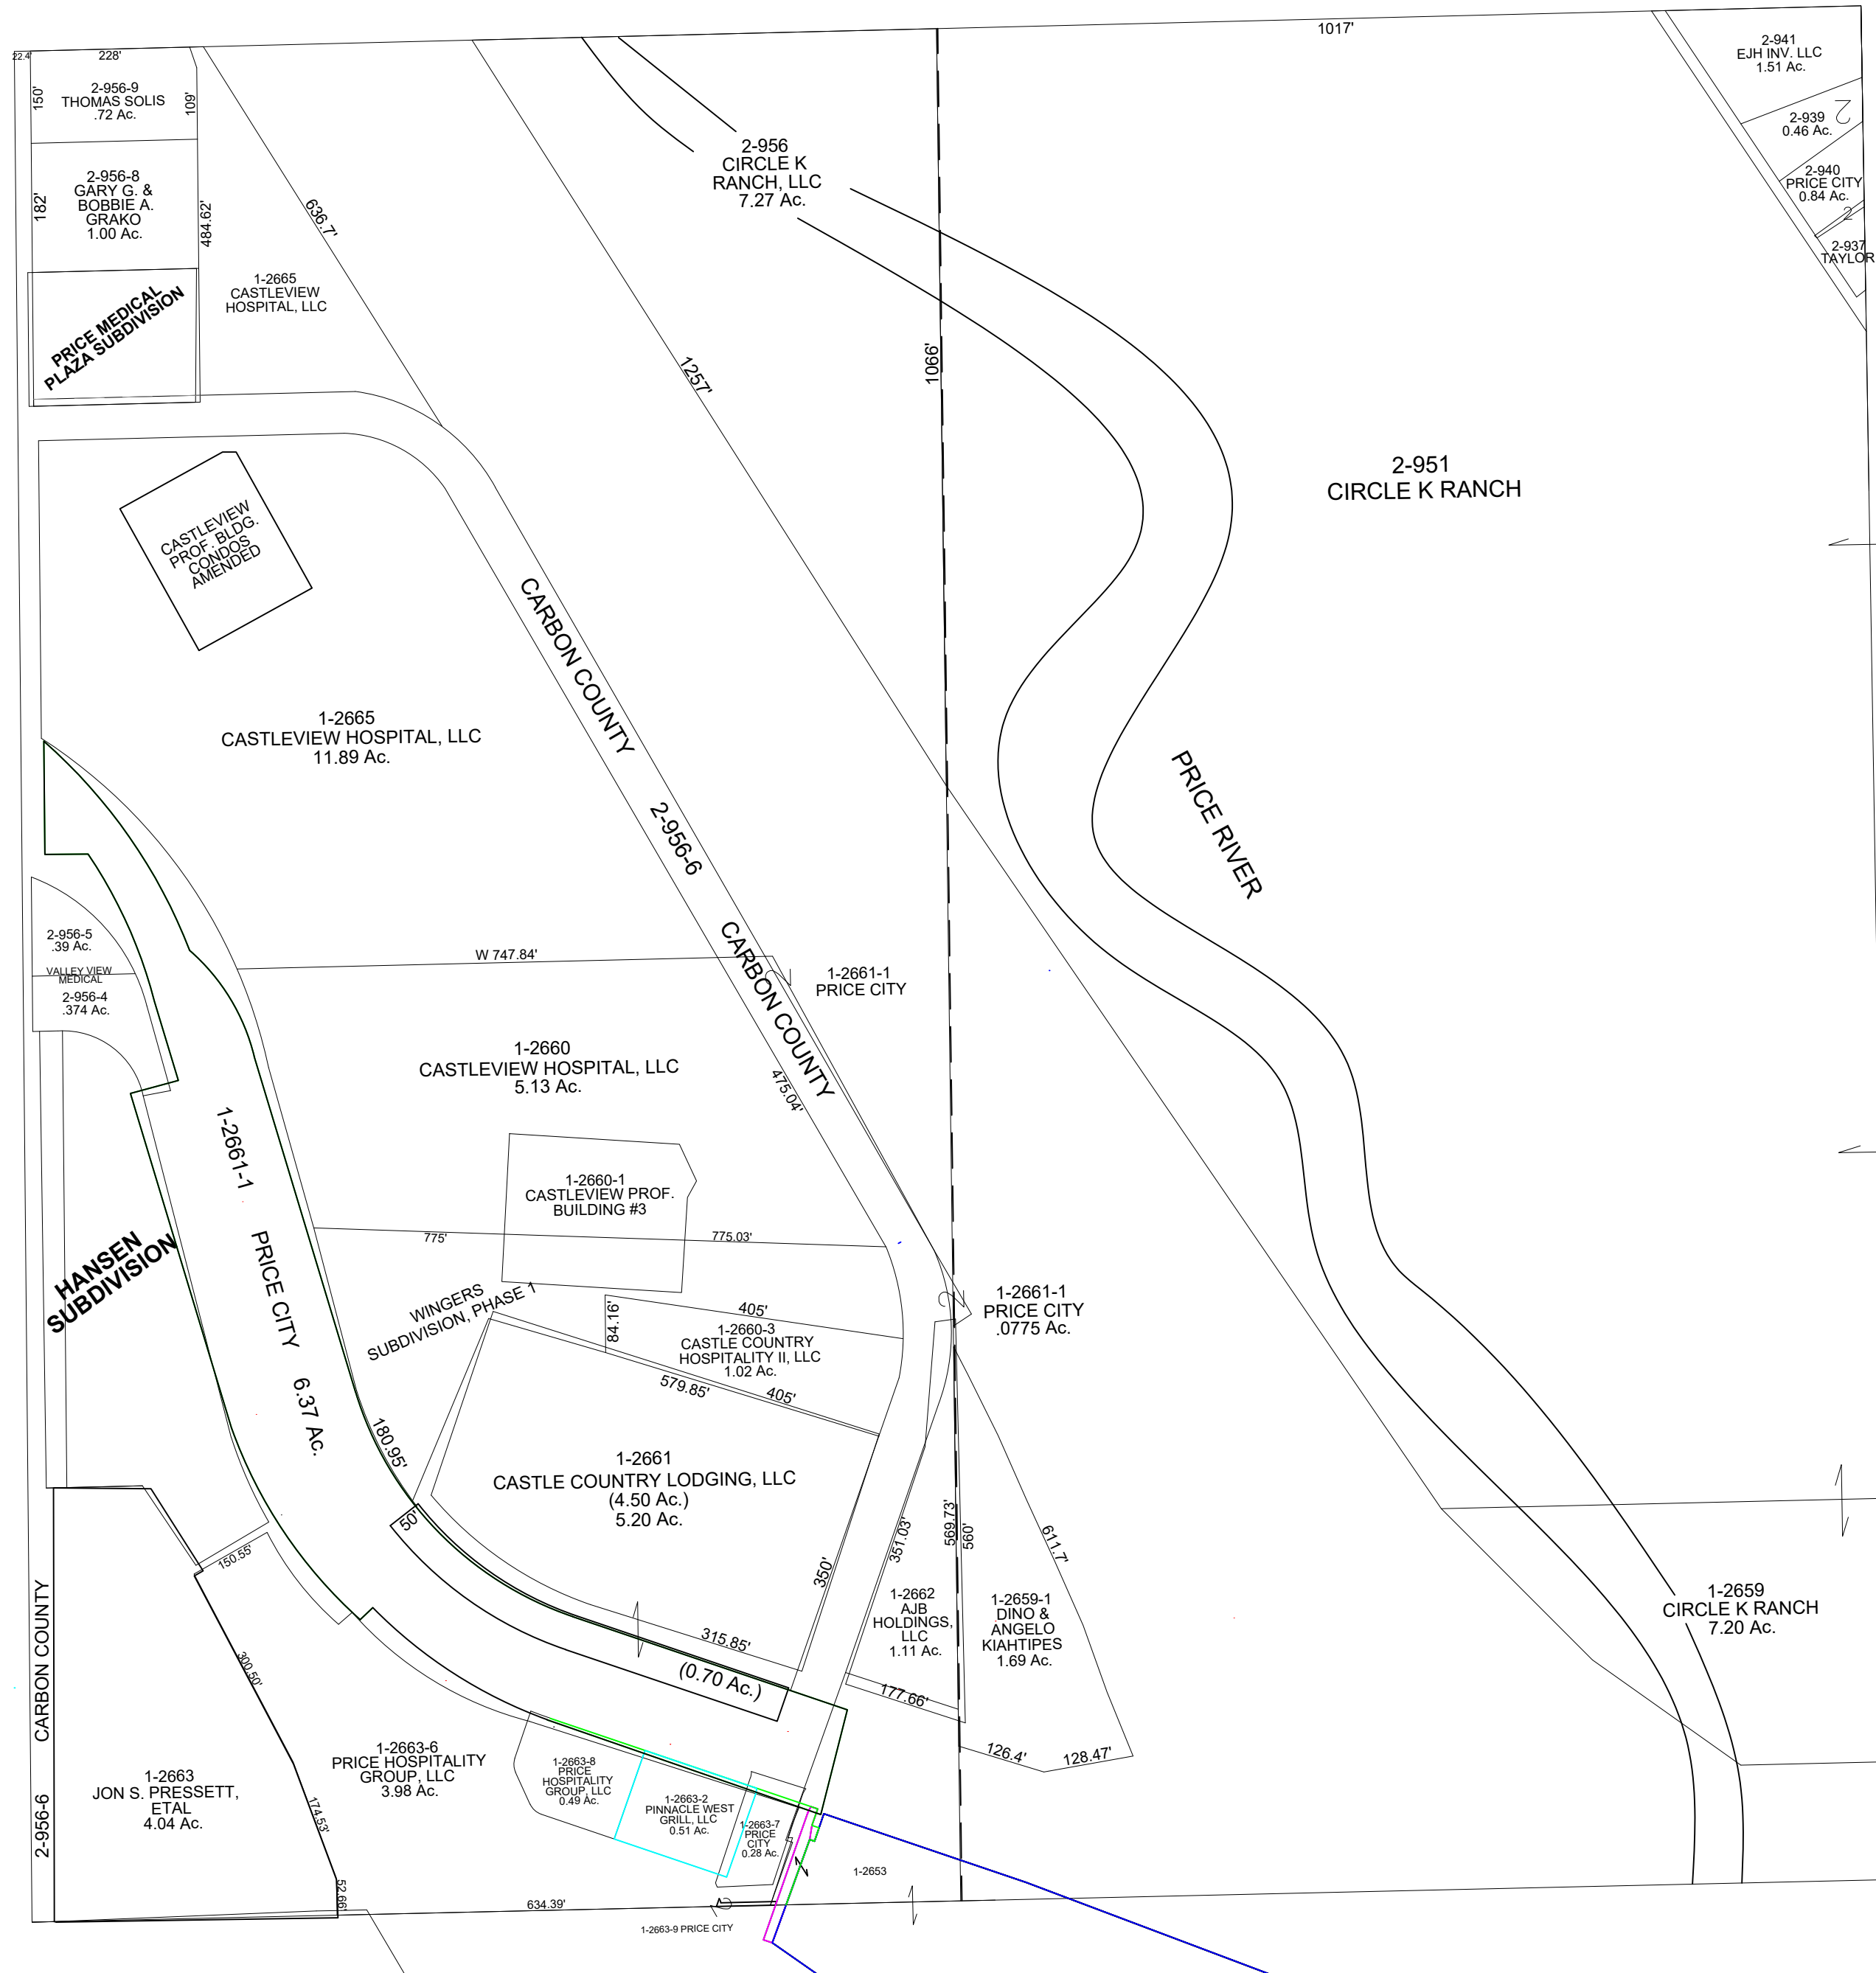 1017'
22.4'
228'
150'
2-956-9
THOMAS SOLIS
.72 Ac.
109'
182'
2-956-8
GARY G. &
BOBBIE A.
GRAKO
1.00 Ac.
484.62'
636.7'
2-956
CIRCLE K
RANCH, LLC
7.27 Ac.
2-941
EJH INV. LLC
1.51 Ac.
2-939
0.46 Ac.
2-940
PRICE CITY
0.84 Ac.
2-937
TAYLOR
PRICE MEDICAL
PLAZA SUBDIVISION
1-2665
CASTLEVIEW
HOSPITAL, LLC
1257'
1066'
2-951
CIRCLE K RANCH
CASTLEVIEW
PROF. BLDG.
CONDOS
AMENDED
CARBON COUNTY
2-956-6
CARBON COUNTY
1-2665
CASTLEVIEW HOSPITAL, LLC
11.89 Ac.
PRICE RIVER
2-956-5
.39 Ac.
VALLEY VIEW
MEDICAL
2-956-4
.374 Ac.
W 747.84'
1-2661-1
PRICE CITY
1-2660
CASTLEVIEW HOSPITAL, LLC
5.13 Ac.
475.04'
1-2661-1
PRICE CITY
6.37 Ac.
1-2660-1
CASTLEVIEW PROF.
BUILDING #3
775'
775.03'
HANSEN
SUBDIVISION
WINGERS
SUBDIVISION, PHASE 1
84.16'
405'
1-2660-3
CASTLE COUNTRY
HOSPITALITY II, LLC
1.02 Ac.
579.85'
405'
1-2661-1
PRICE CITY
.0775 Ac.
180.95'
1-2661
CASTLE COUNTRY LODGING, LLC
(4.50 Ac.)
5.20 Ac.
50'
350'
351.03'
569.73'
560'
611.7'
150.55'
315.85'
(0.70 Ac.)
1-2662
AJB
HOLDINGS,
LLC
1.11 Ac.
1-2659-1
DINO &
ANGELO
KIAHTIPES
1.69 Ac.
177.66'
126.4'
128.47'
1-2659
CIRCLE K RANCH
7.20 Ac.
CARBON COUNTY
2-956-6
300.50'
174.53'
52.66'
1-2663
JON S. PRESSETT,
ETAL
4.04 Ac.
1-2663-6
PRICE HOSPITALITY
GROUP, LLC
3.98 Ac.
1-2663-8
PRICE
HOSPITALITY
GROUP, LLC
0.49 Ac.
1-2663-2
PINNACLE WEST
GRILL, LLC
0.51 Ac.
1-2663-7
PRICE
CITY
0.28 Ac.
1-2653
634.39'
1-2663-9 PRICE CITY